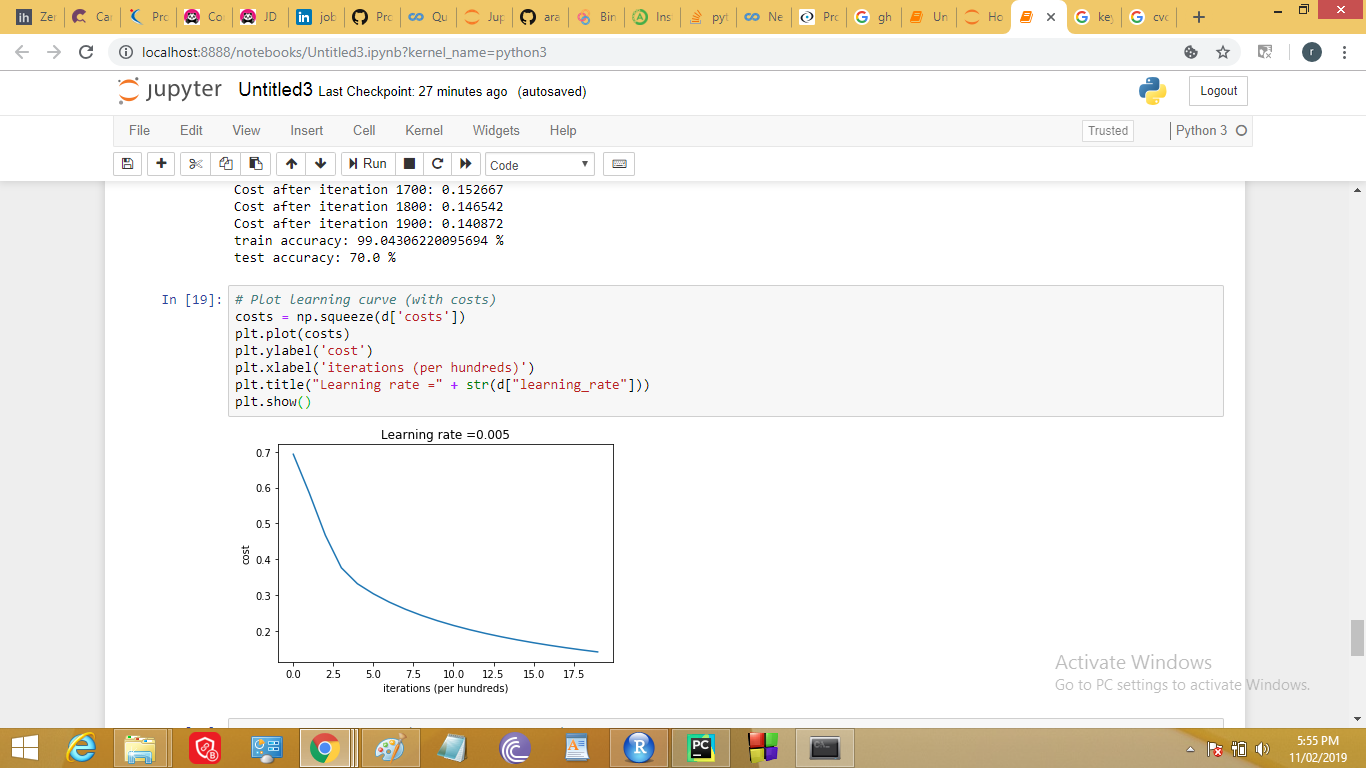 Zei
Ca
Pro
Co
JD
job
Pro
Qu
Jup
ara
Bin
Ins
pyt
Ne
Pro
gh
Un
Ho
key
cvc
localhost:8888/notebooks/Untitled3.ipynb?kernel_name=python3
r
jupyter Untitled3 Last Checkpoint: 27 minutes ago (autosaved)
Logout
File Edit View Insert Cell Kernel Widgets Help
Trusted Python 3
Run Code
Cost after iteration 1700: 0.152667
Cost after iteration 1800: 0.146542
Cost after iteration 1900: 0.140872
train accuracy: 99.04306220095694 %
test accuracy: 70.0 %
In [19]:
# Plot learning curve (with costs)
costs = np.squeeze(d['costs'])
plt.plot(costs)
plt.ylabel('cost')
plt.xlabel('iterations (per hundreds)')
plt.title("Learning rate =" + str(d["learning_rate"]))
plt.show()
Learning rate =0.005
0.7
0.6
0.5
0.4
0.3
0.2
cost
0.0 2.5 5.0 7.5 10.0 12.5 15.0 17.5
iterations (per hundreds)
Activate Windows
Go to PC settings to activate Windows.
5:55 PM
11/02/2019